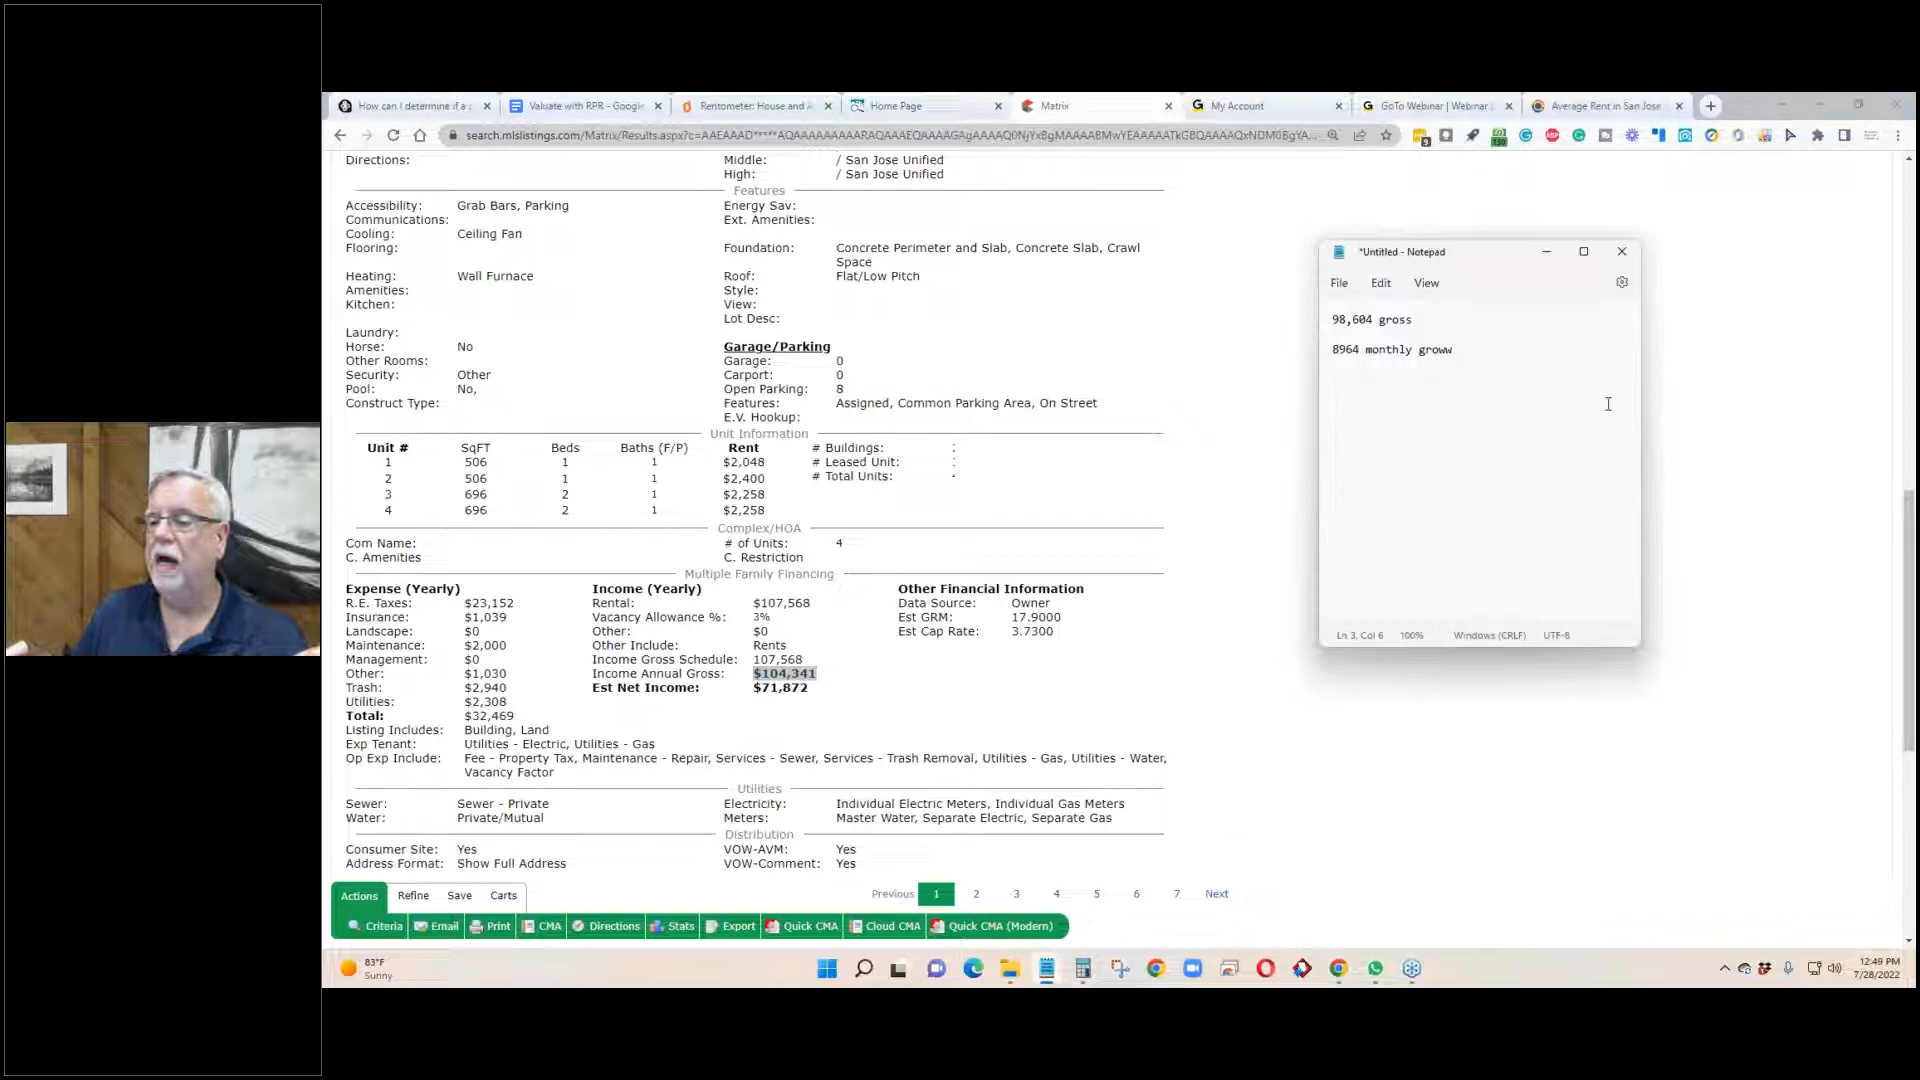 How can I determine if a
Valuate with RPR - Google
Rentometer: House and A
Home Page
Matrix
My Account
GoTo Webinar | Webinar
Average Rent in San Jose
search.mlslistings.com/Matrix/Results.aspx?c=
Directions:
Middle: / San Jose Unified
High: / San Jose Unified
Features
Accessibility: Grab Bars, Parking
Energy Sav:
Communications:
Ext. Amenities:
Cooling: Ceiling Fan
Flooring:
Foundation: Concrete Perimeter and Slab, Concrete Slab, Crawl
Space
Heating: Wall Furnace
Roof: Flat/Low Pitch
Amenities:
Style:
Kitchen:
View:
Lot Desc:
Laundry:
Horse: No
Garage/Parking
Other Rooms:
Garage: 0
Security: Other
Carport: 0
Pool: No,
Open Parking: 8
Construct Type:
Features: Assigned, Common Parking Area, On Street
E.V. Hookup:
Unit Information
Unit # SqFT Beds Baths (F/P) Rent # Buildings:
1 506 1 1 $2,048 # Leased Unit:
2 506 1 1 $2,400 # Total Units:
3 696 2 1 $2,258
4 696 2 1 $2,258
Complex/HOA
Com Name: # of Units: 4
C. Amenities C. Restriction
Multiple Family Financing
Expense (Yearly) Income (Yearly) Other Financial Information
R.E. Taxes: $23,152 Rental: $107,568 Data Source: Owner
Insurance: $1,039 Vacancy Allowance %: 3% Est GRM: 17.9000
Landscape: $0 Other: $0 Est Cap Rate: 3.7300
Maintenance: $2,000 Other Include: Rents
Management: $0 Income Gross Schedule: 107,568
Other: $1,030 Income Annual Gross: $104,341
Trash: $2,940 Est Net Income: $71,872
Utilities: $2,308
Total: $32,469
Listing Includes: Building, Land
Exp Tenant: Utilities - Electric, Utilities - Gas
Op Exp Include: Fee - Property Tax, Maintenance - Repair, Services - Sewer, Services - Trash Removal, Utilities - Gas, Utilities - Water,
Vacancy Factor
Utilities
Sewer: Sewer - Private Electricity: Individual Electric Meters, Individual Gas Meters
Water: Private/Mutual Meters: Master Water, Separate Electric, Separate Gas
Distribution
Consumer Site: Yes VOW-AVM: Yes
Address Format: Show Full Address VOW-Comment: Yes
Actions Refine Save Carts
Previous 1 2 3 4 5 6 7 Next
Criteria Email Print CMA Directions Stats Export Quick CMA Cloud CMA Quick CMA (Modern)
*Untitled - Notepad
File Edit View
98,604 gross
8964 monthly groww
Ln 3, Col 6 100% Windows (CRLF) UTF-8
83°F
Sunny
12:49 PM
7/28/2022